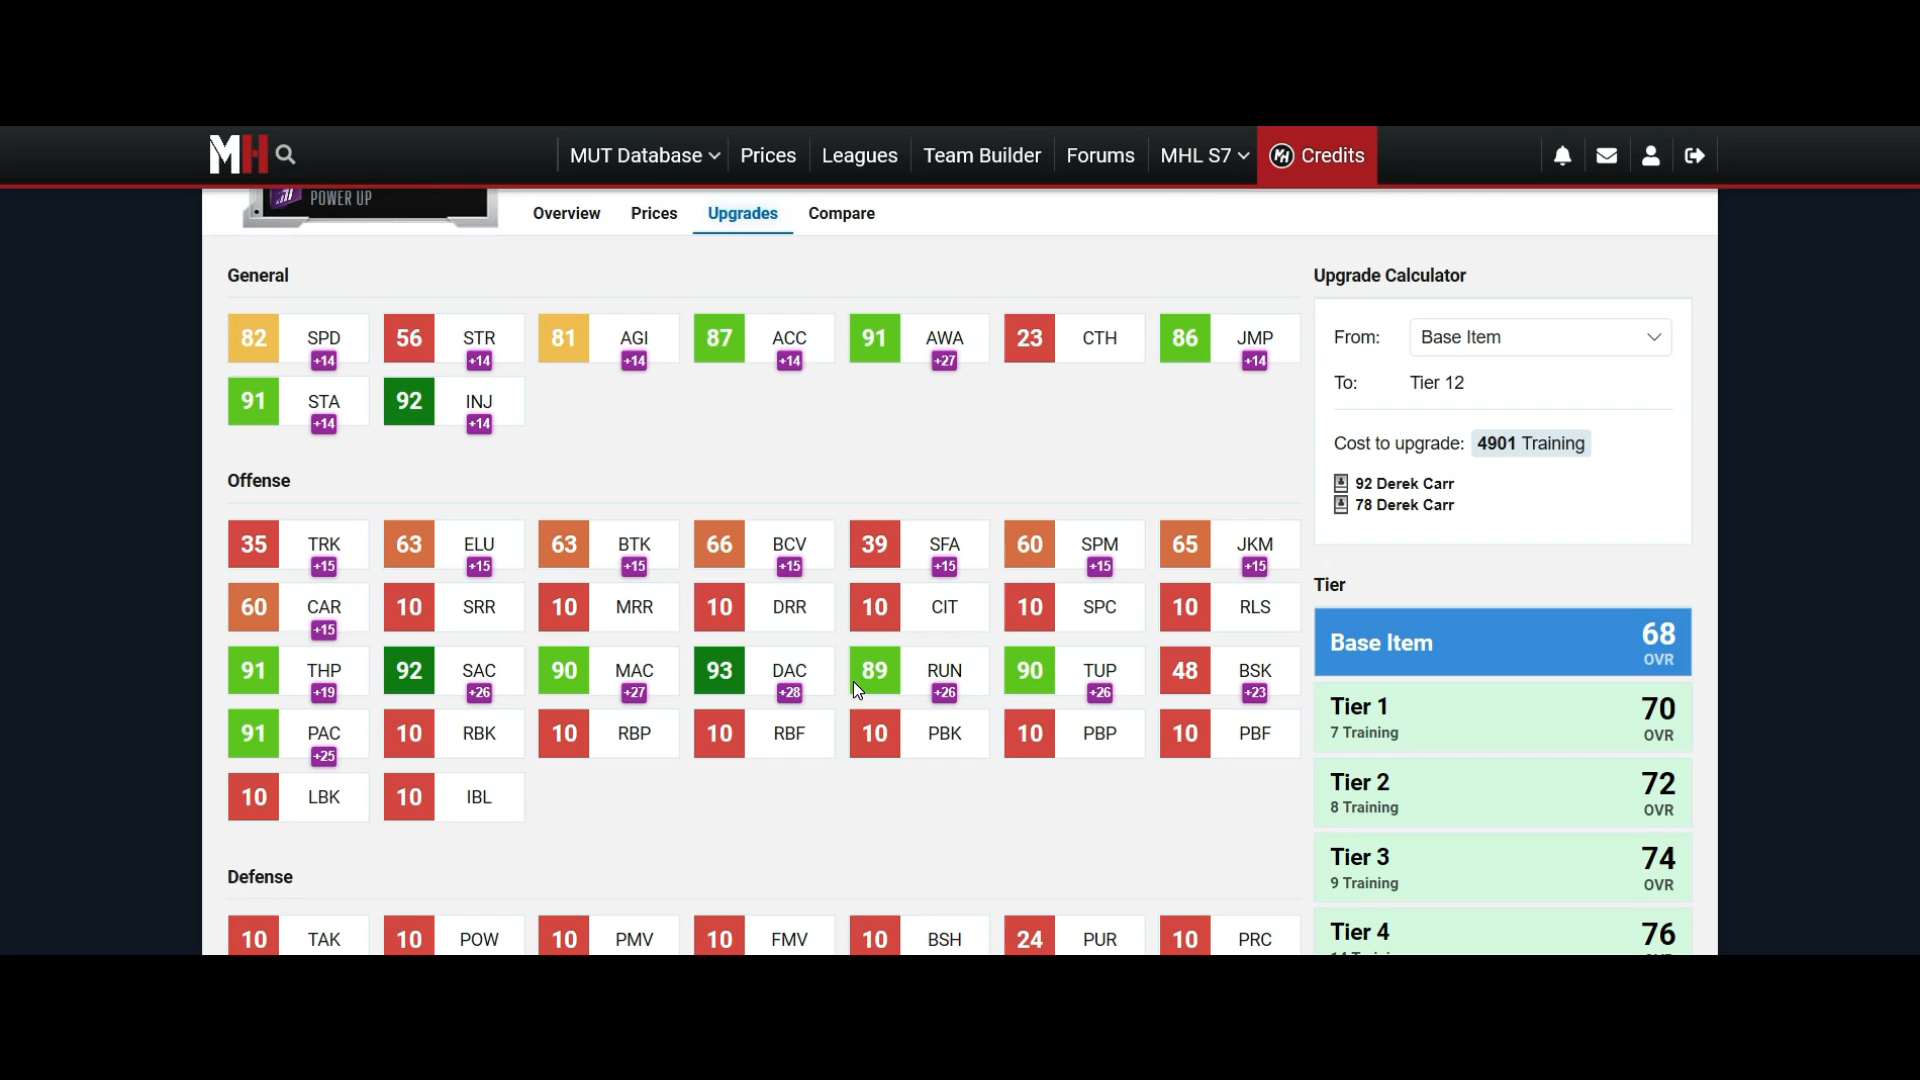 MH
MUT Database Prices Leagues Team Builder Forums MHL S7 MH Credits
POWER UP
Overview Prices Upgrades Compare
General
82 SPD +14 56 STR +14 81 AGI +14 87 ACC +14 91 AWA +27 23 CTH 86 JMP +14
91 STA +14 92 INJ +14
Offense
35 TRK +15 63 ELU +15 63 BTK +15 66 BCV +15 39 SFA +15 60 SPM +15 65 JKM +15
60 CAR +15 10 SRR 10 MRR 10 DRR 10 CIT 10 SPC 10 RLS
91 THP +19 92 SAC +26 90 MAC +27 93 DAC +28 89 RUN +26 90 TUP +26 48 BSK +23
91 PAC +25 10 RBK 10 RBP 10 RBF 10 PBK 10 PBP 10 PBF
10 LBK 10 IBL
Defense
10 TAK 10 POW 10 PMV 10 FMV 10 BSH 24 PUR 10 PRC
Upgrade Calculator
From: Base Item
To: Tier 12
Cost to upgrade: 4901 Training
92 Derek Carr
78 Derek Carr
Tier
Base Item 68 OVR
Tier 1 70
7 Training OVR
Tier 2 72
8 Training OVR
Tier 3 74
9 Training OVR
Tier 4 76